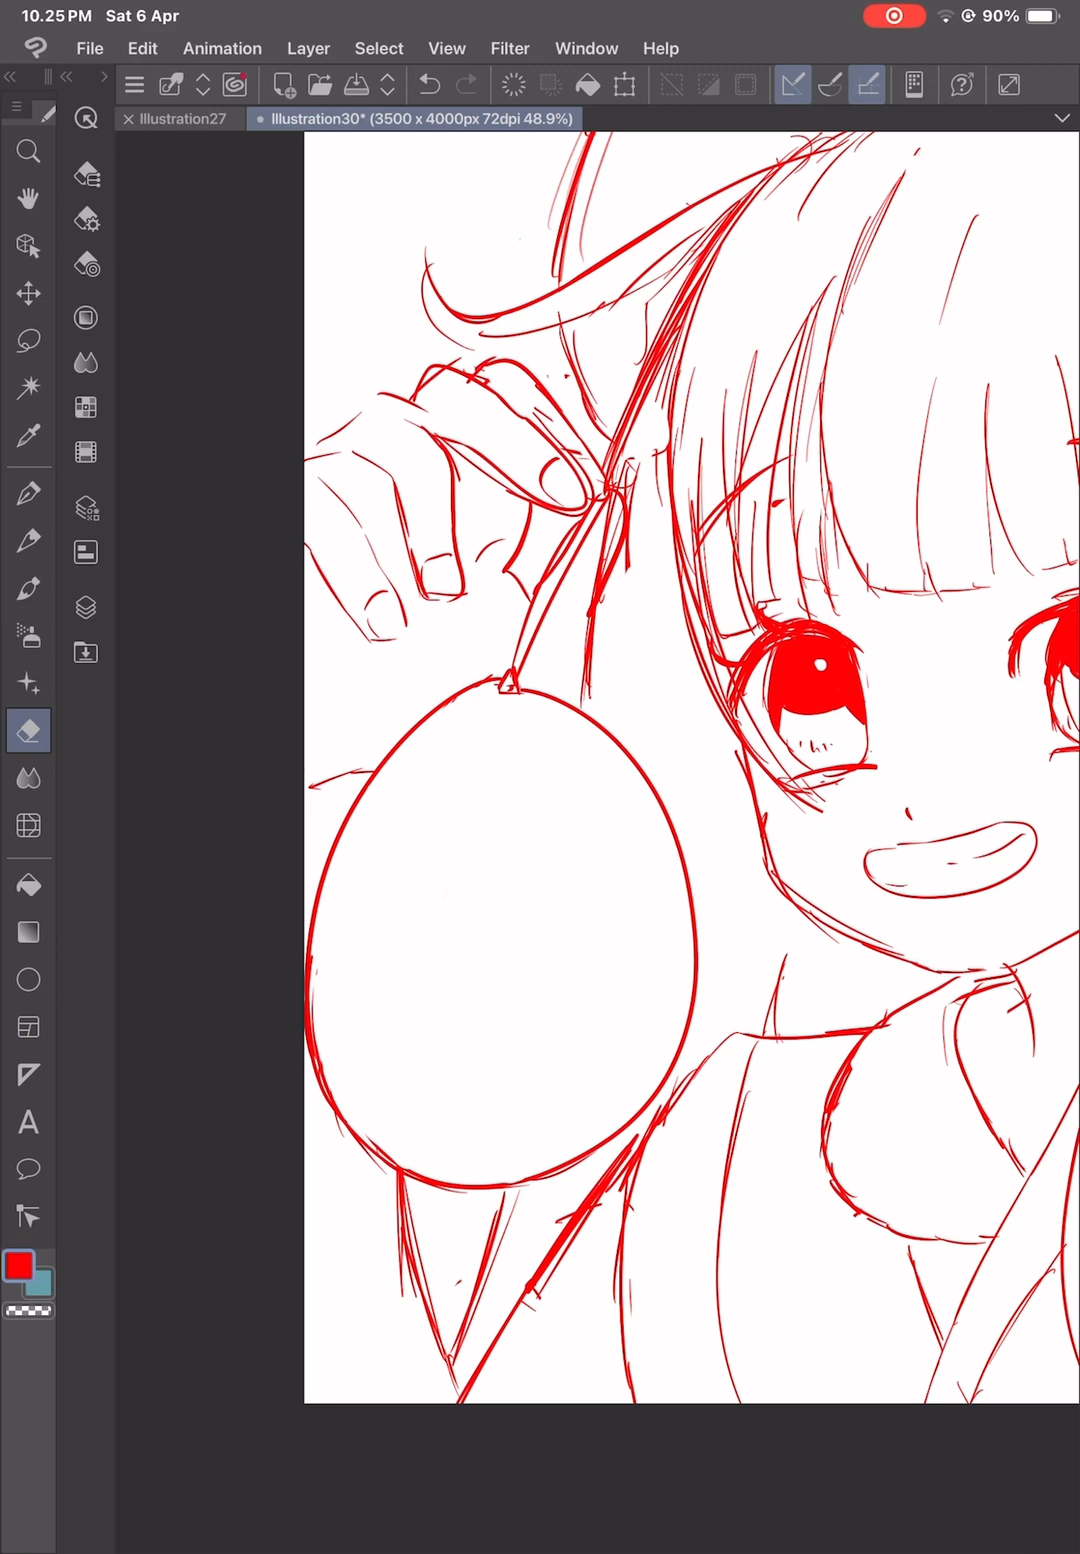 10.25 PM Sat 6 Apr 90%
File Edit Animation Layer Select View Filter Window Help
Illustration27 Illustration30* (3500 x 4000px 72dpi 48.9%)
A